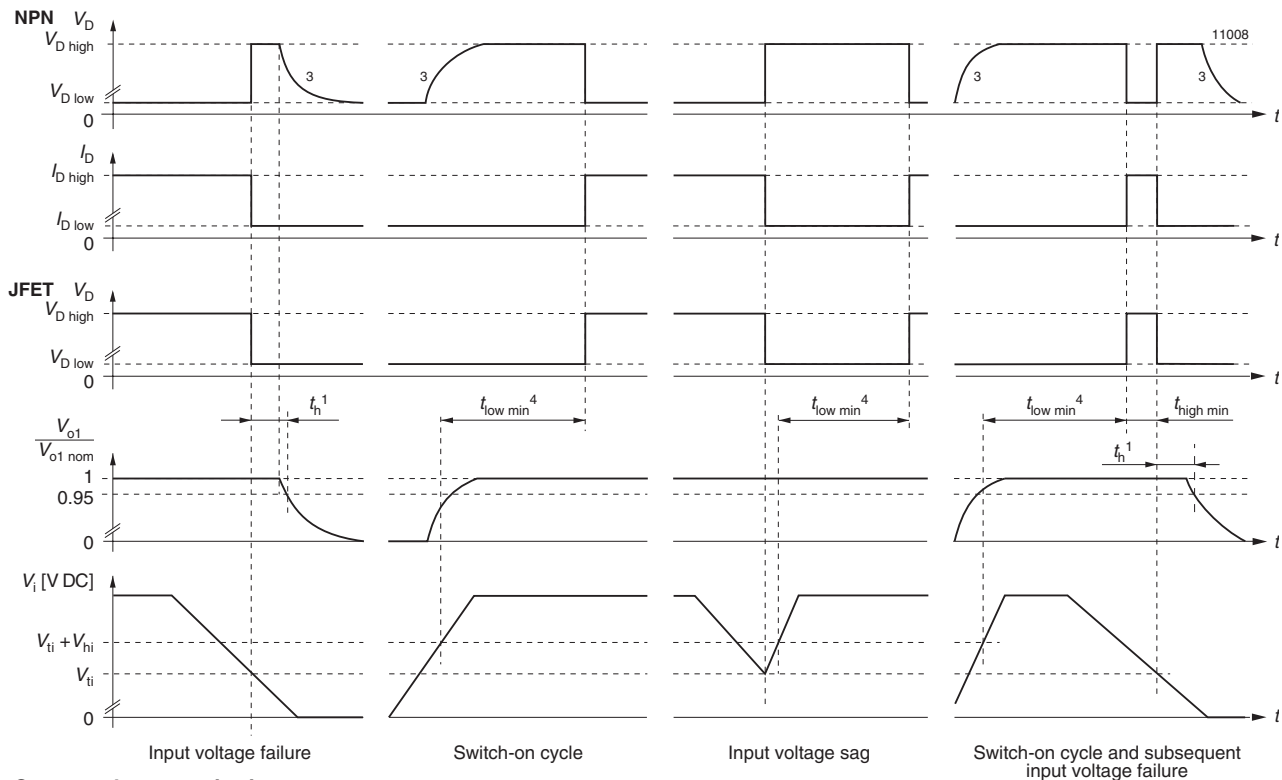 NPN V_D
V_D high
11008
3
3
3
3
V_D low
0
t
I_D
I_D high
I_D low
0
t
JFET V_D
V_D high
V_D low
0
t
t_h^1
t_low min^4
t_low min^4
t_low min^4
t_high min
V_o1
V_o1 nom
t_h^1
1
0.95
0
t
V_i [V DC]
V_ti + V_hi
V_ti
0
t
Input voltage failure
Switch-on cycle
Input voltage sag
Switch-on cycle and subsequent
input voltage failure